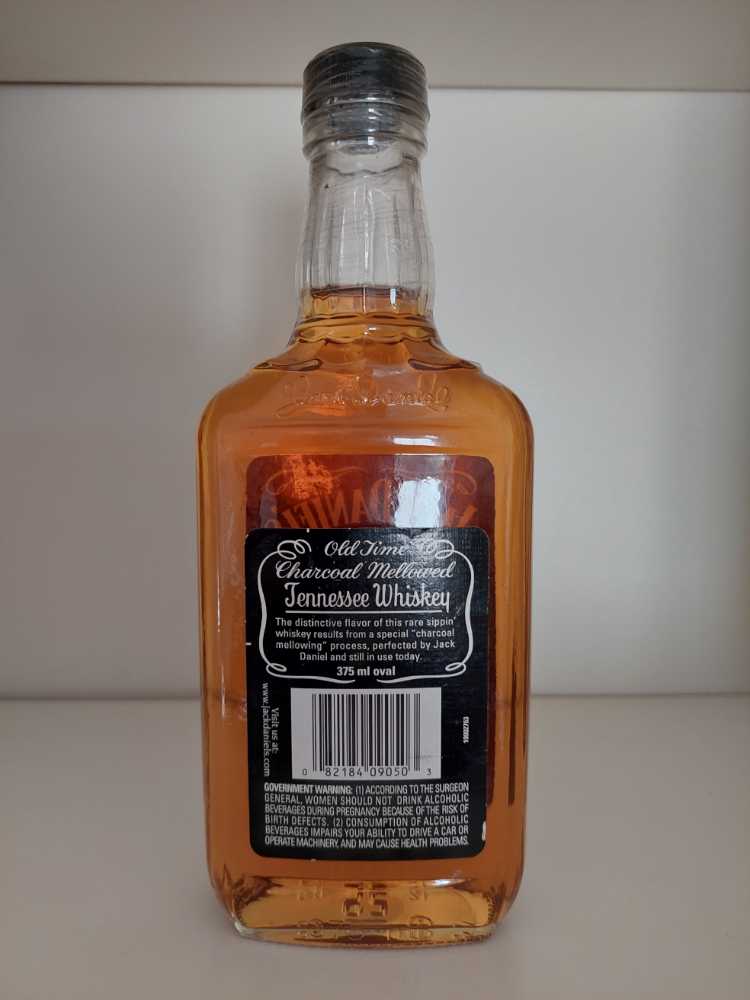 Jack Daniel's
Old Time
Charcoal Mellowed
Tennessee Whiskey
The distinctive flavor of this rare sippin'
whiskey results from a special "charcoal
mellowing" process, perfected by Jack
Daniel and still in use today.
375 ml oval
Visit us at:
www.jackdaniels.com
0 82184 09050 3
GOVERNMENT WARNING: (1) ACCORDING TO THE SURGEON
GENERAL, WOMEN SHOULD NOT DRINK ALCOHOLIC
BEVERAGES DURING PREGNANCY BECAUSE OF THE RISK OF
BIRTH DEFECTS. (2) CONSUMPTION OF ALCOHOLIC
BEVERAGES IMPAIRS YOUR ABILITY TO DRIVE A CAR OR
OPERATE MACHINERY, AND MAY CAUSE HEALTH PROBLEMS.